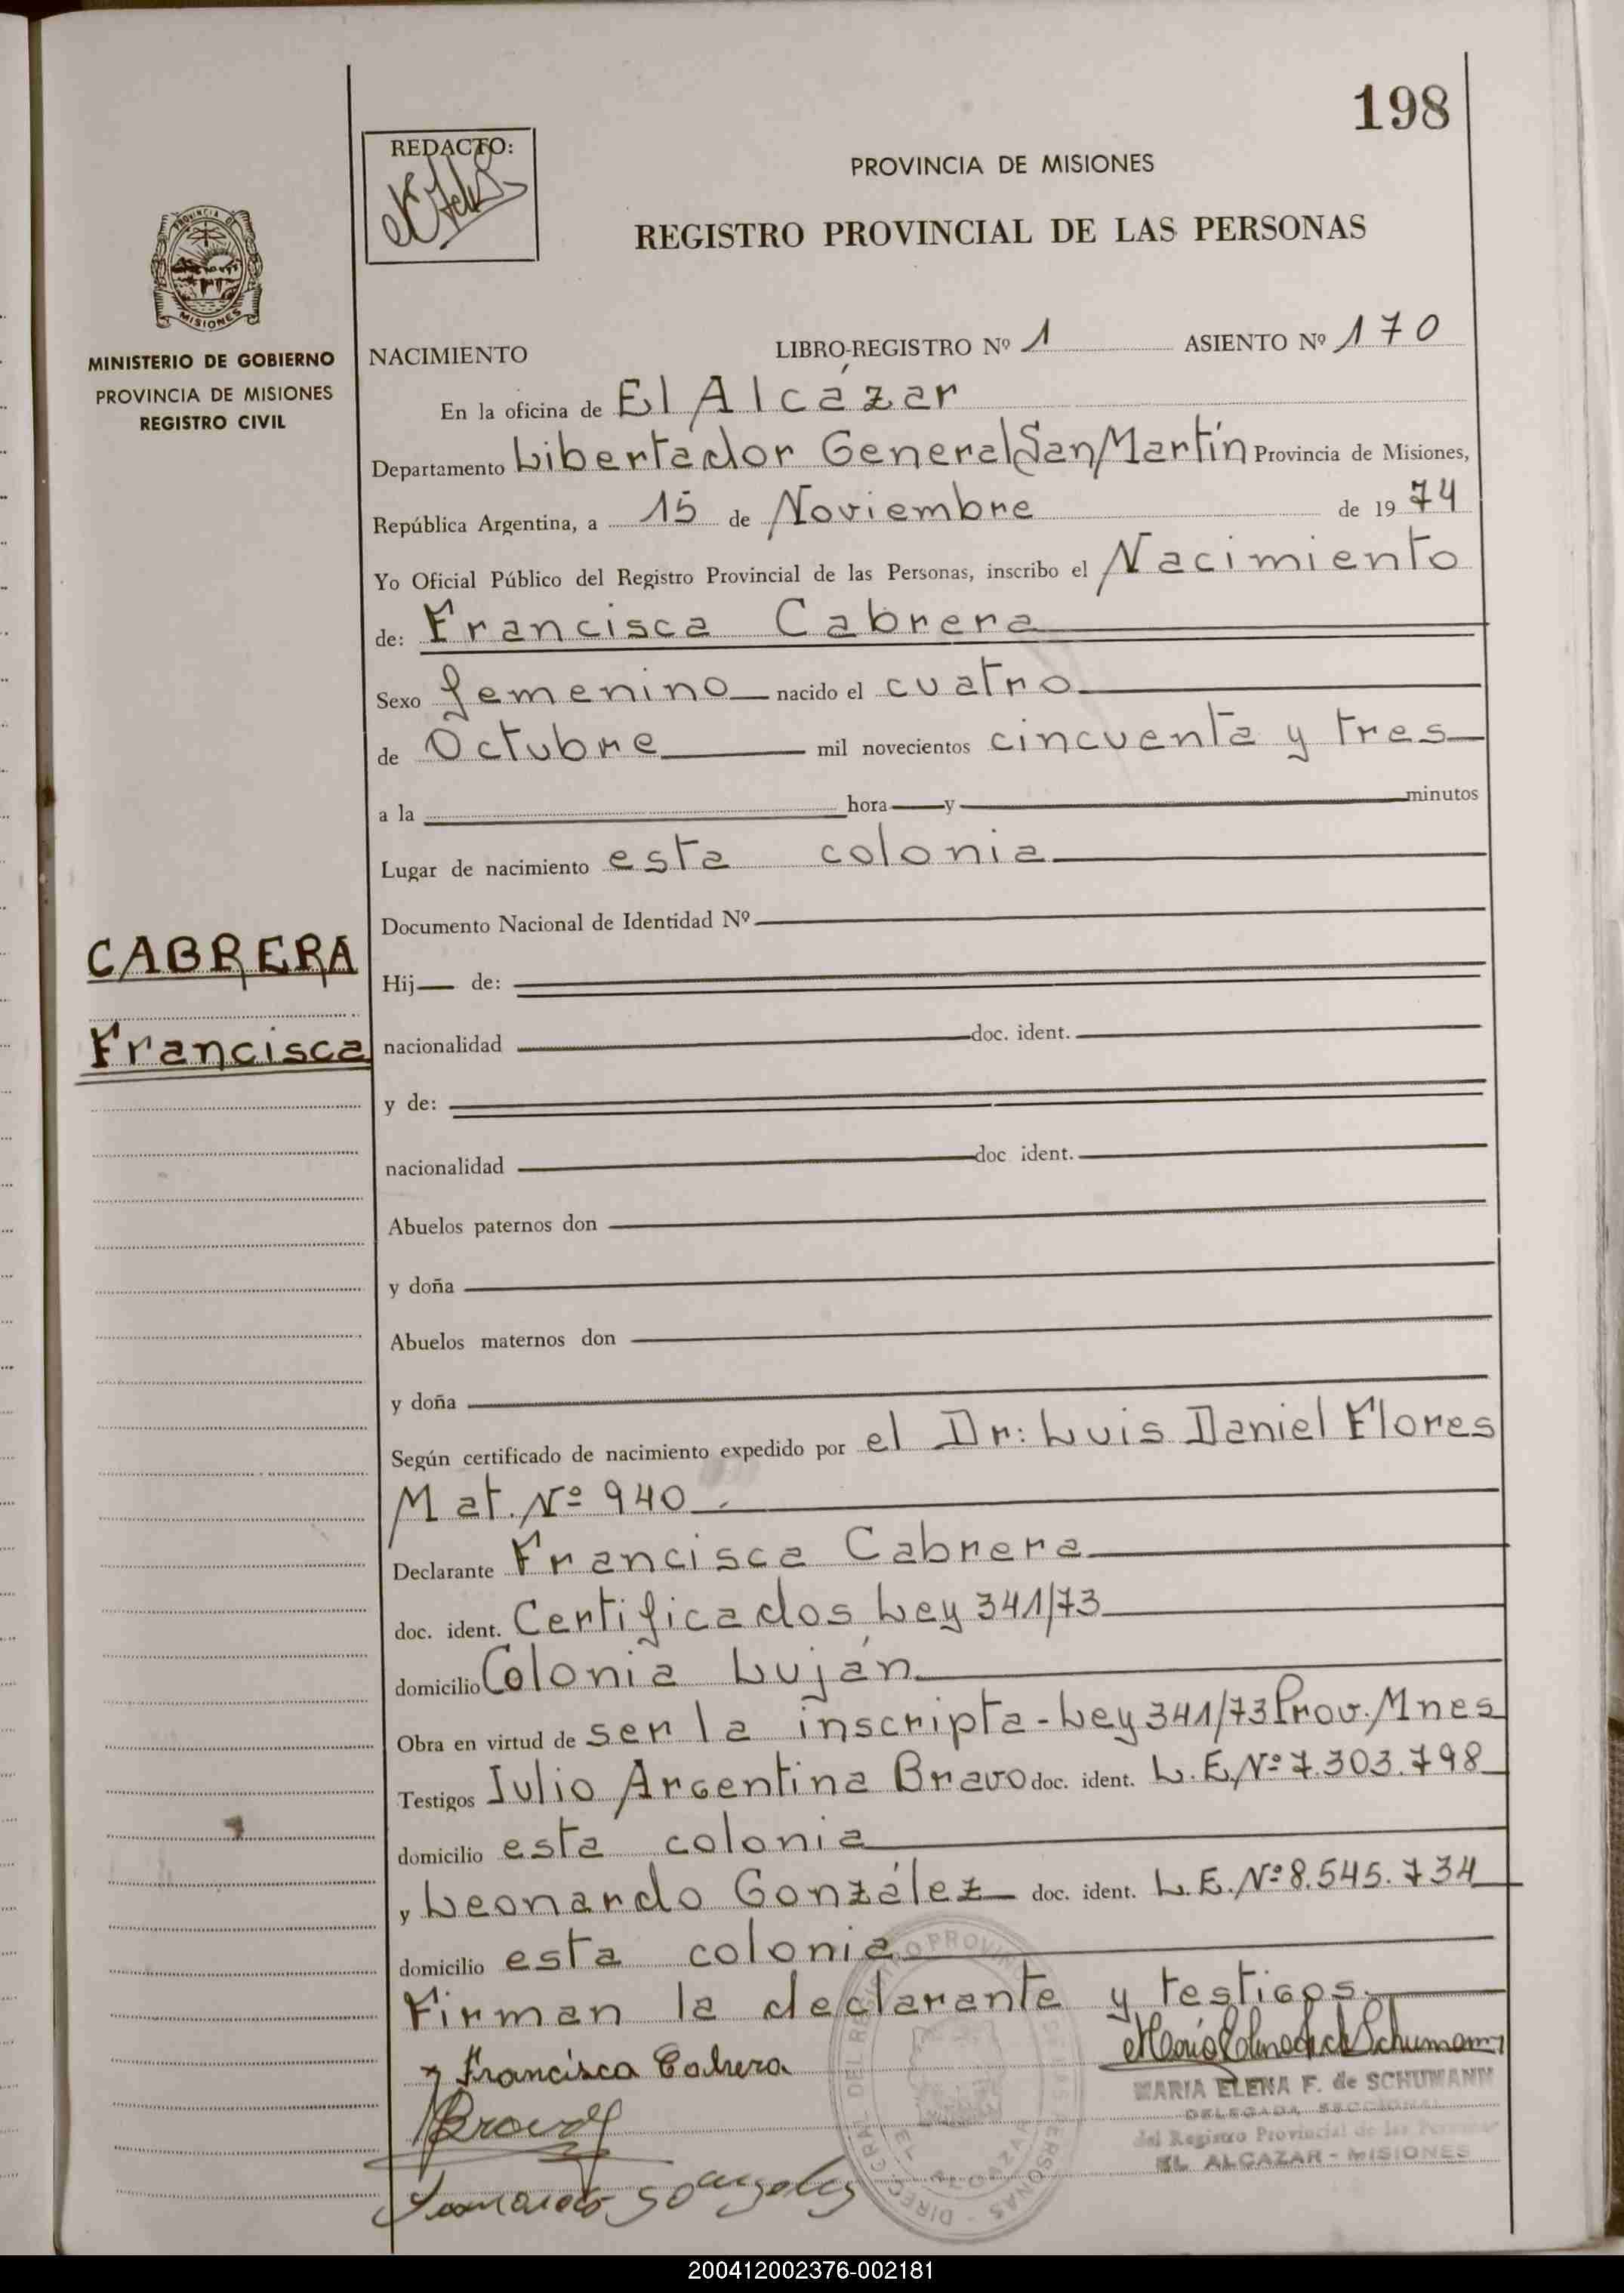 198
REDACTO:
PROVINCIA DE MISIONES
REGISTRO PROVINCIAL DE LAS PERSONAS
PROVINCIA DE
MISIONES
MINISTERIO DE GOBIERNO
PROVINCIA DE MISIONES
REGISTRO CIVIL
NACIMIENTO LIBRO-REGISTRO Nº 1 ASIENTO Nº 170
En la oficina de El Alcázar
Departamento Libertador General San Martín Provincia de Misiones,
República Argentina, a 15 de Noviembre de 1974
Yo Oficial Público del Registro Provincial de las Personas, inscribo el Nacimiento
de: Francisca Cabrera
Sexo femenino nacido el cuatro
de Octubre mil novecientos cincuenta y tres
a la hora y minutos
Lugar de nacimiento esta colonia
Documento Nacional de Identidad Nº
CABRERA
Francisca
Hij de:
nacionalidad doc. ident.
y de:
nacionalidad doc ident.
Abuelos paternos don
y doña
Abuelos maternos don
y doña
Según certificado de nacimiento expedido por el Dr: Luis Daniel Flores
Mat. Nº 940.
Declarante Francisca Cabrera
doc. ident. Certificados Ley 341/73
domicilio Colonia Luján
Obra en virtud de ser la inscripta - Ley 341/73 Prov. Mnes
Testigos Julio Argentina Bravo doc. ident. L.E. Nº 7.303.798
domicilio esta colonia
y Leonardo González doc. ident. L.E. Nº 8.545.734
domicilio esta colonia
Firman la declarante y testigos.
Francisca Cabrera
MARIA ELENA F. de SCHUMANN
DELEGADA SECCIONAL
del Registro Provincial de las Personas
EL ALCAZAR - MISIONES
200412002376-002181